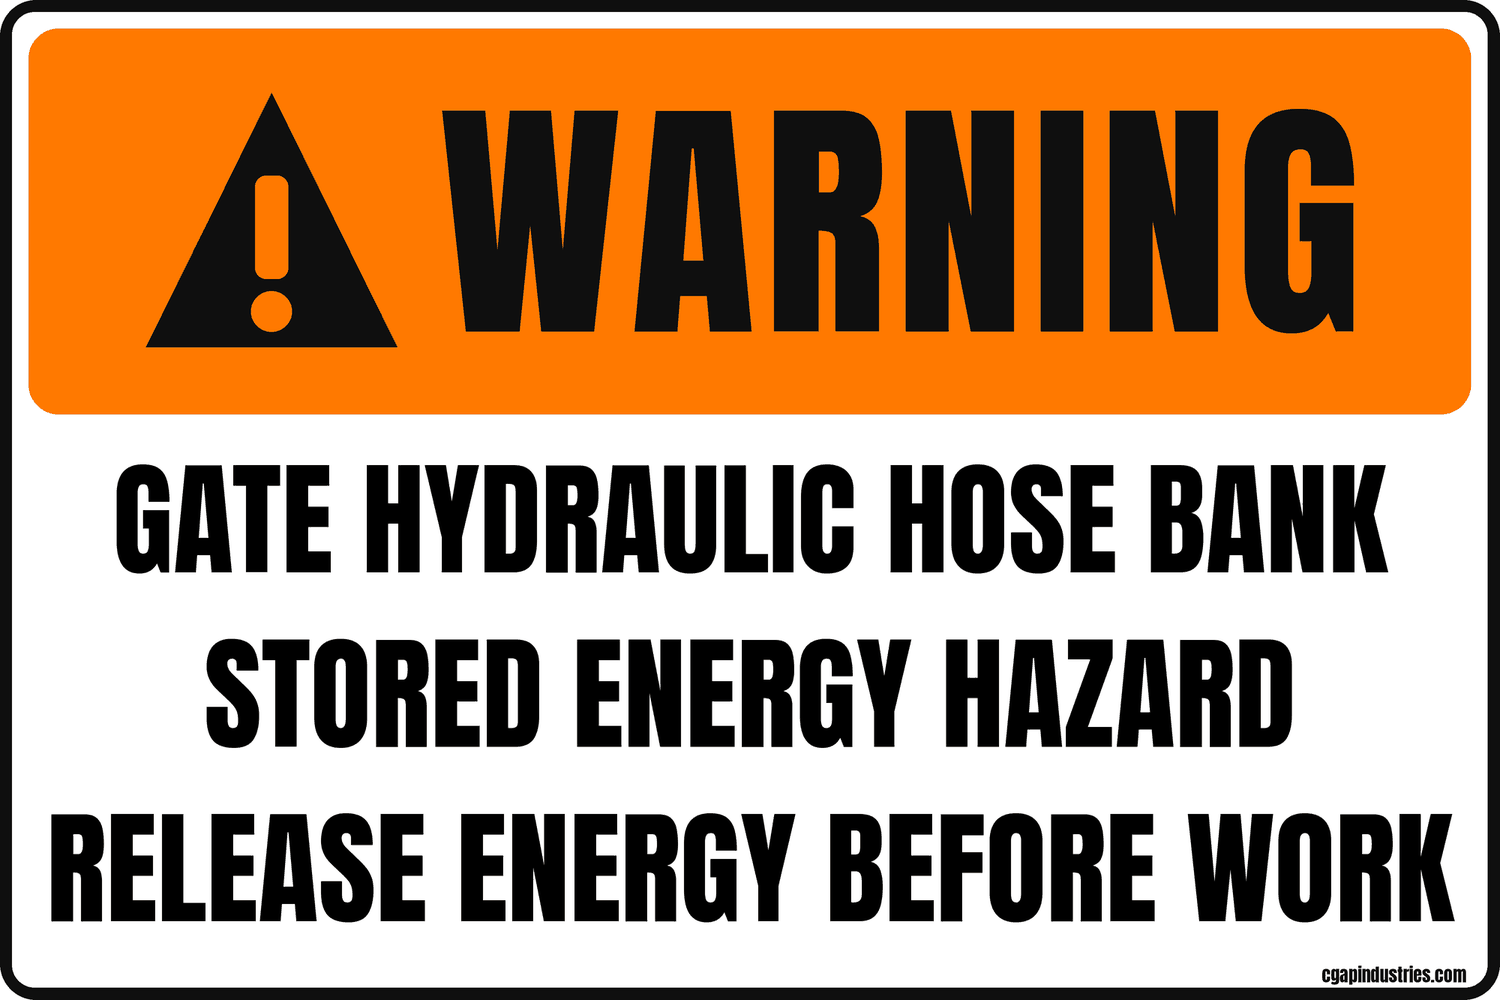 WARNING
GATE HYDRAULIC HOSE BANK
STORED ENERGY HAZARD
RELEASE ENERGY BEFORE WORK
cgapindustries.com